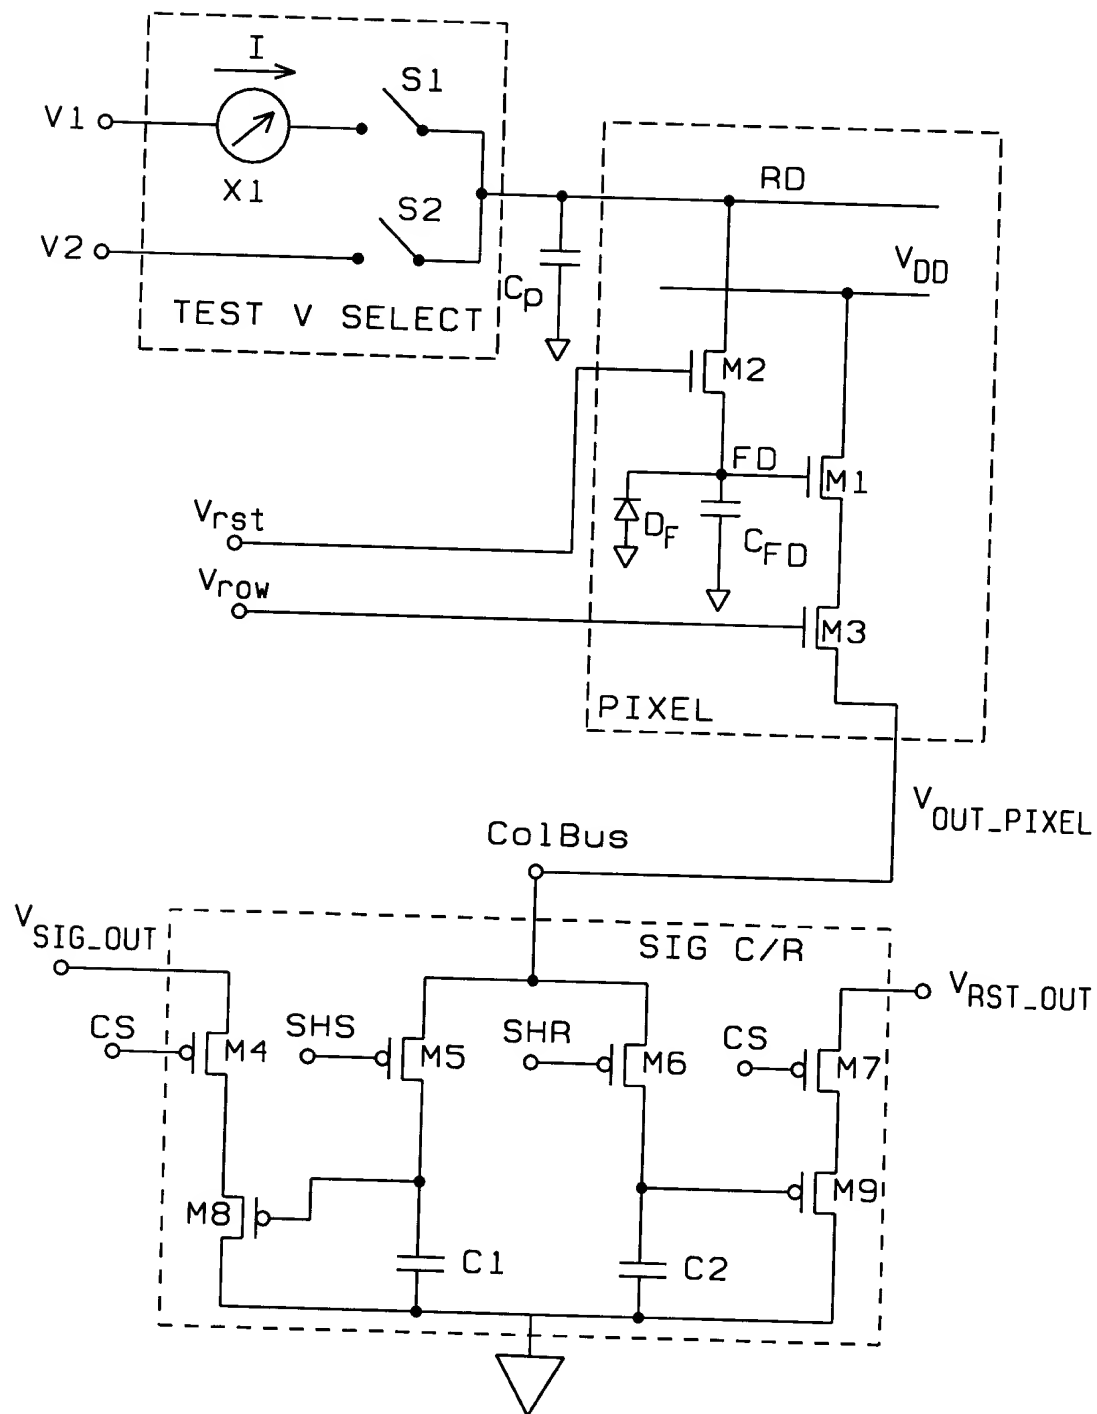 I
S1
V1
X1
RD
S2
V2
VDD
Cp
TEST V SELECT
M2
FD
M1
Vrst
DF
CFD
Vrow
M3
PIXEL
VOUT_PIXEL
ColBus
VSIG_OUT
SIG C/R
VRST_OUT
CS
SHS
SHR
CS
M4
M5
M6
M7
M8
M9
C1
C2